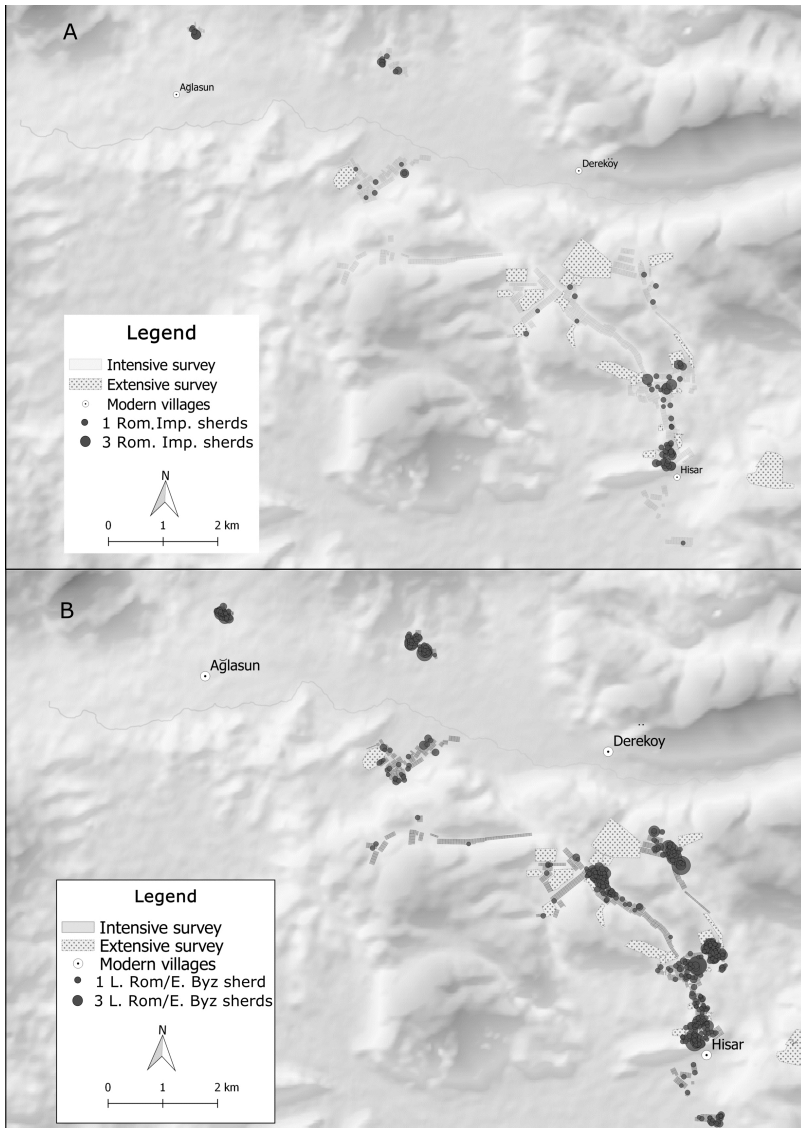 A
Ağlasun
Dereköy
Legend
Intensive survey
Extensive survey
Modern villages
1 Rom. Imp. sherds
3 Rom. Imp. sherds
N
0 1 2 km
Hisar
B
Ağlasun
Derekoy
Legend
Intensive survey
Extensive survey
Modern villages
1 L. Rom/E. Byz sherd
3 L. Rom/E. Byz sherds
N
0 1 2 km
Hisar